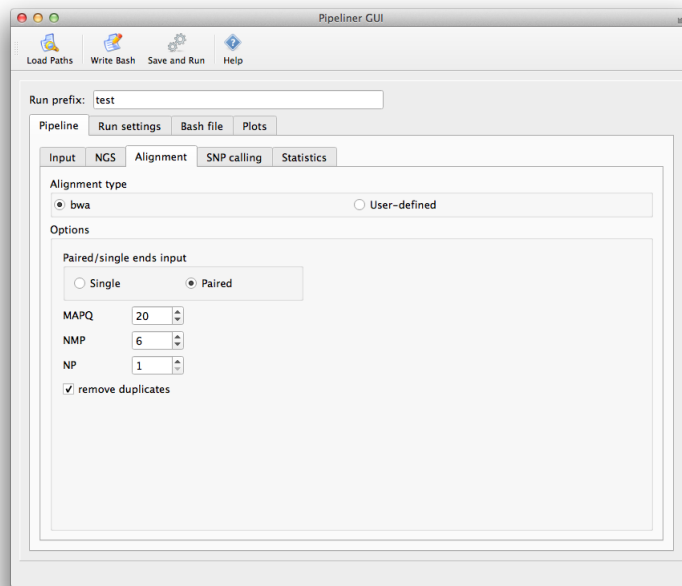 Pipeliner GUI
Load Paths Write Bash Save and Run Help
Run prefix: test
Pipeline Run settings Bash file Plots
Input NGS Alignment SNP calling Statistics
Alignment type
bwa User-defined
Options
Paired/single ends input
Single Paired
MAPQ 20
NMP 6
NP 1
remove duplicates